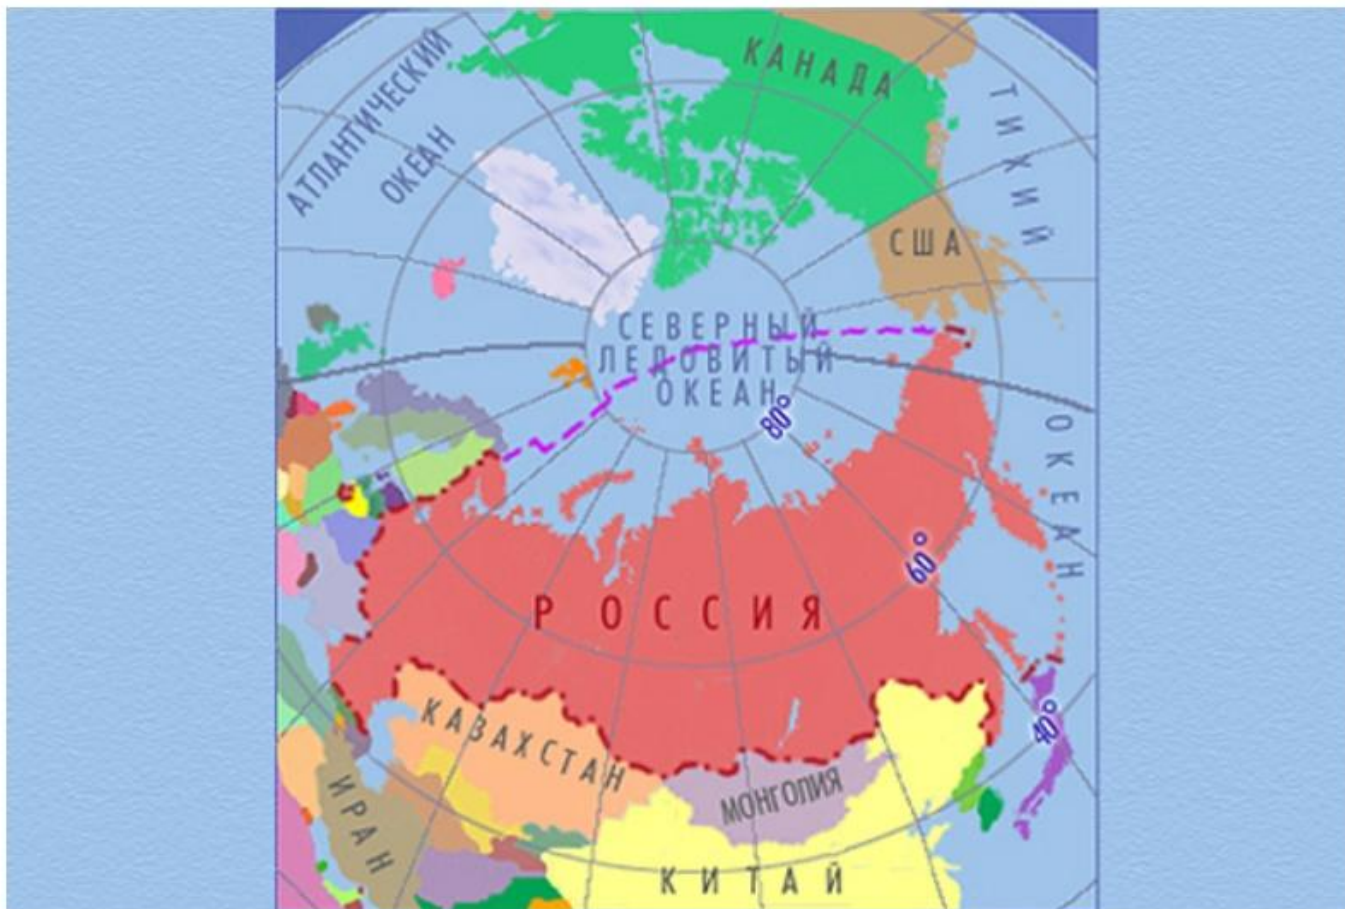 КАНАДА
АТЛАНТИЧЕСКИЙ
ОКЕАН
ТИХИЙ
США
СЕВЕРНЫЙ
ЛЕДОВИТЫЙ
ОКЕАН
80°
ОКЕАН
60°
РОССИЯ
КАЗАХСТАН
40°
МОНГОЛИЯ
ИРАН
КИТАЙ